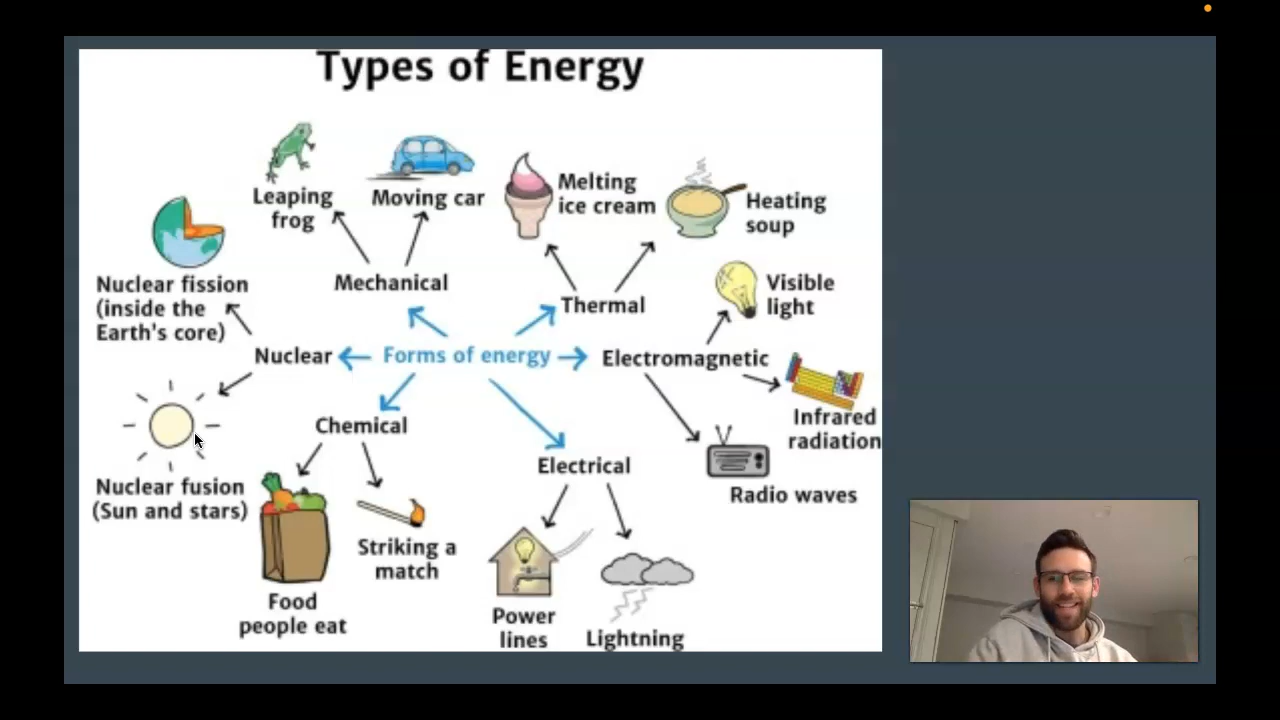 Types of Energy
Leaping
frog
Moving car
Melting
ice cream
Heating
soup
Mechanical
Thermal
Visible
light
Nuclear fission
(inside the
Earth's core)
Nuclear
Forms of energy
Electromagnetic
Infrared
radiation
Chemical
Electrical
Radio waves
Nuclear fusion
(Sun and stars)
Striking a
match
Food
people eat
Power
lines
Lightning